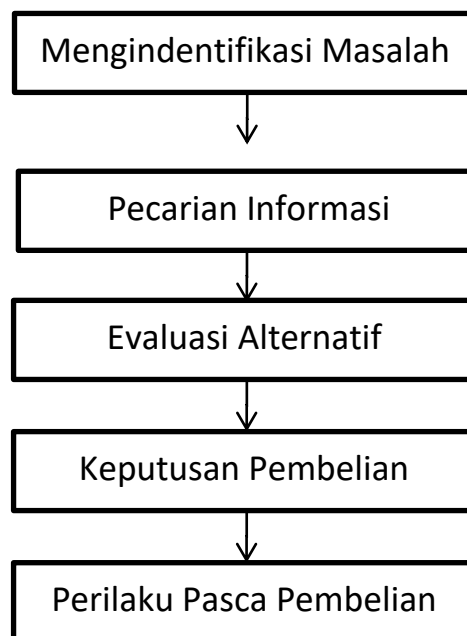 Mengindentifikasi Masalah
Pecarian Informasi
Evaluasi Alternatif
Keputusan Pembelian
Perilaku Pasca Pembelian